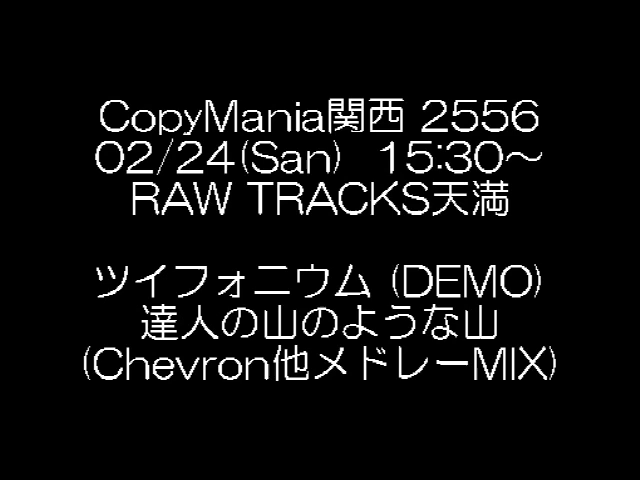 CopyMania関西 2556
02/24(San) 15:30～
RAW TRACKS天満
ツイフォニウム (DEMO)
達人の山のような山
(Chevron他メドレーMIX)